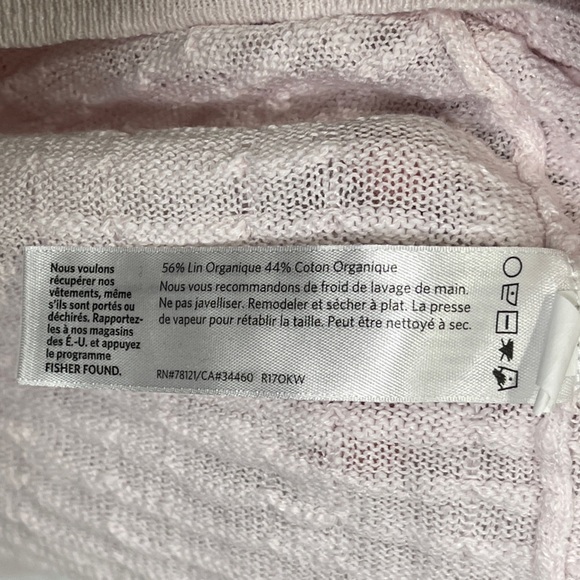 Nous voulons
récupérer nos
vêtements, même
s'ils sont portés ou
déchirés. Rapportez-
les à nos magasins
des É.-U. et appuyez
le programme
FISHER FOUND.
56% Lin Organique 44% Coton Organique
Nous vous recommandons de froid de lavage de main.
Ne pas javelliser. Remodeler et sécher à plat. La presse
de vapeur pour rétablir la taille. Peut être nettoyé à sec.
RN#78121/CA#34460 R17OKW